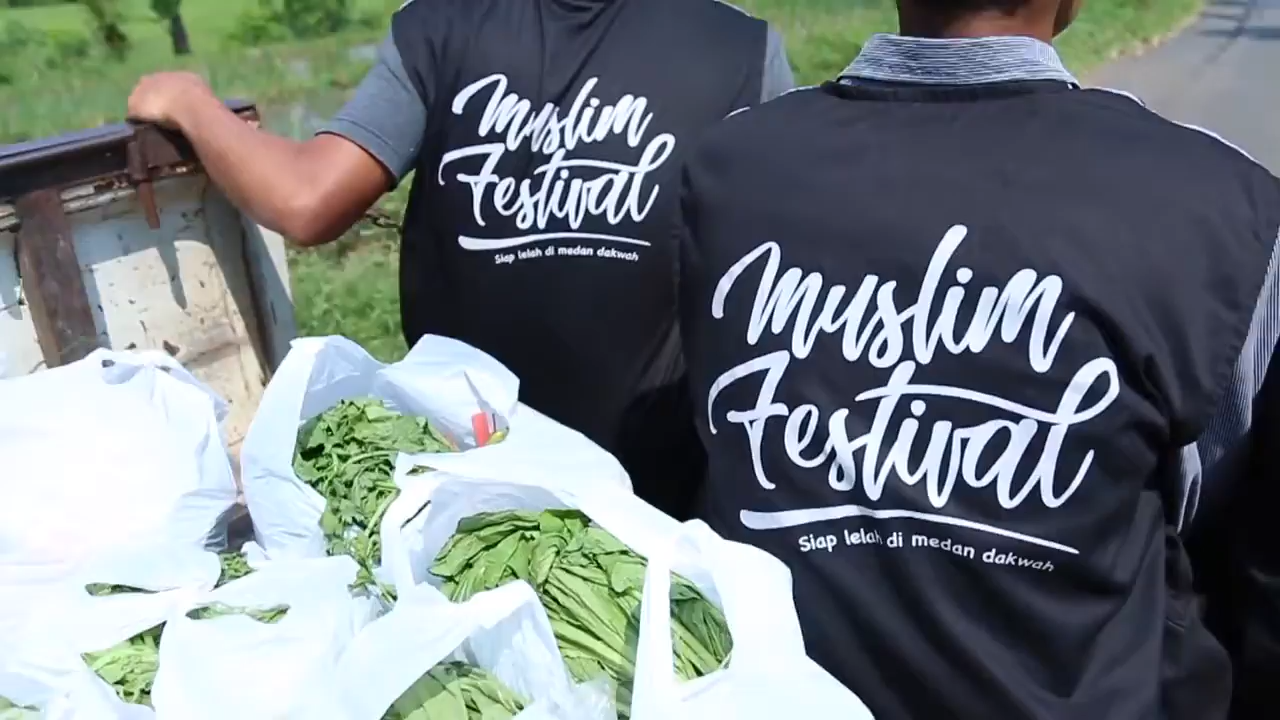 Muslim
Festival
Siap lelah di medan dakwah
Muslim
Festival
Siap lelah di medan dakwah